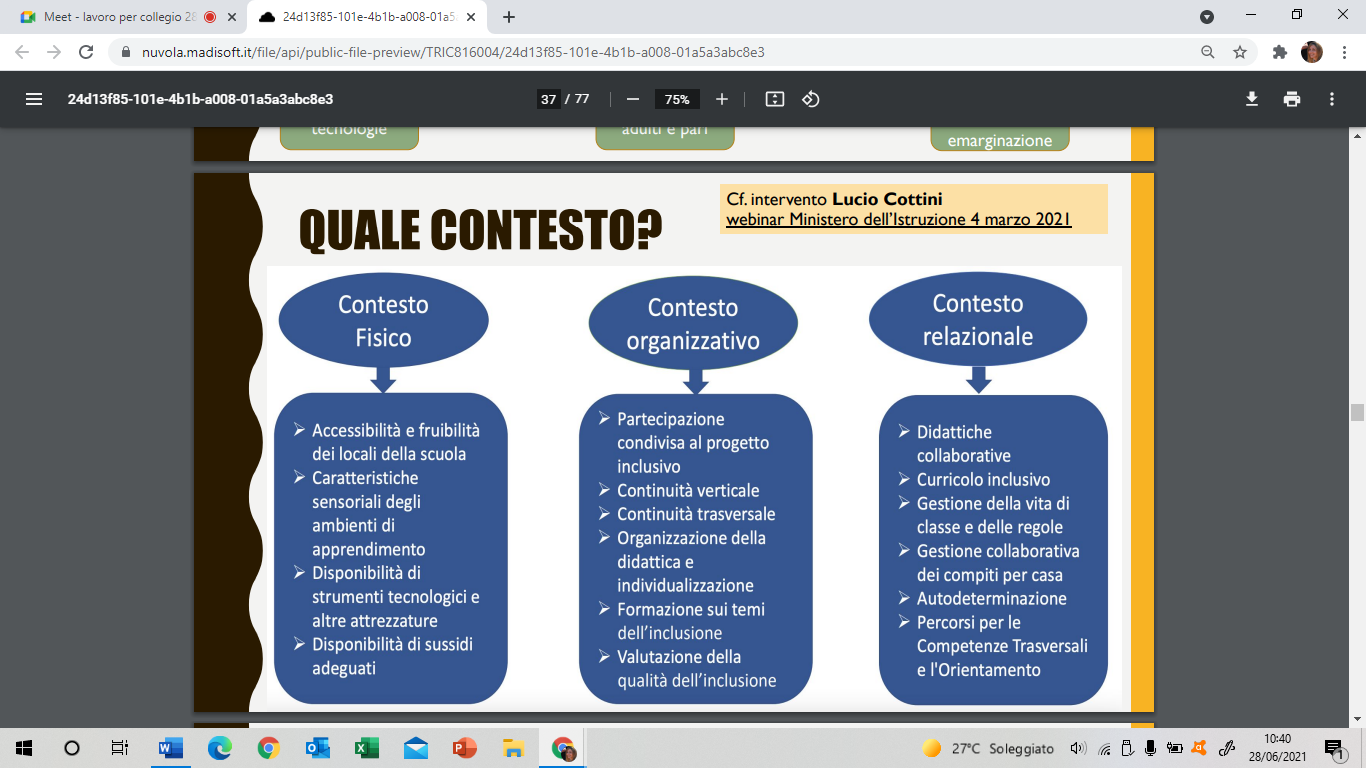 Meet - lavoro per collegio 28
24d13f85-101e-4b1b-a008-01a5a
nuvola.madisoft.it/file/api/public-file-preview/TRIC816004/24d13f85-101e-4b1b-a008-01a5a3abc8e3
24d13f85-101e-4b1b-a008-01a5a3abc8e3
37 / 77
75%
tecnologie
adulti e pari
emarginazione
QUALE CONTESTO?
Cf. intervento Lucio Cottini
webinar Ministero dell'Istruzione 4 marzo 2021
Contesto
Fisico
Accessibilità e fruibilità
dei locali della scuola
Caratteristiche
sensoriali degli
ambienti di
apprendimento
Disponibilità di
strumenti tecnologici e
altre attrezzature
Disponibilità di sussidi
adeguati
Contesto
organizzativo
Partecipazione
condivisa al progetto
inclusivo
Continuità verticale
Continuità trasversale
Organizzazione della
didattica e
individualizzazione
Formazione sui temi
dell'inclusione
Valutazione della
qualità dell'inclusione
Contesto
relazionale
Didattiche
collaborative
Curricolo inclusivo
Gestione della vita di
classe e delle regole
Gestione collaborativa
dei compiti per casa
Autodeterminazione
Percorsi per le
Competenze Trasversali
e l'Orientamento
27°C Soleggiato
10:40
28/06/2021
1